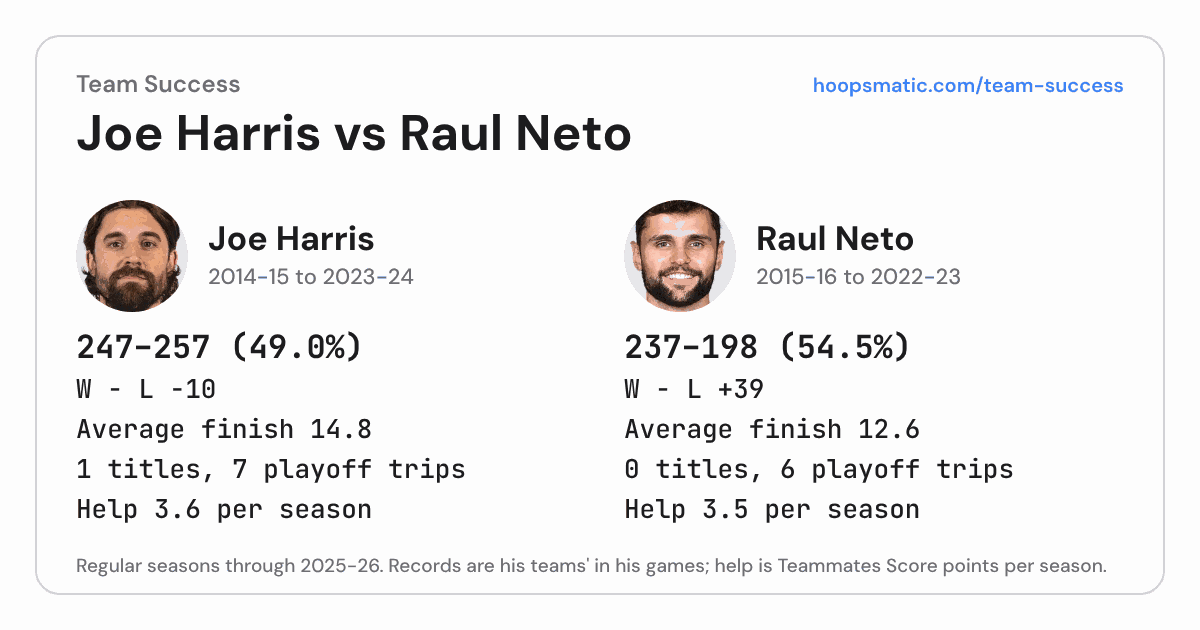 Team Success
hoopsmatic.com/team-success
Joe Harris vs Raul Neto
Joe Harris
2014-15 to 2023-24
247-257 (49.0%)
W - L -10
Average finish 14.8
1 titles, 7 playoff trips
Help 3.6 per season
Raul Neto
2015-16 to 2022-23
237-198 (54.5%)
W - L +39
Average finish 12.6
0 titles, 6 playoff trips
Help 3.5 per season
Regular seasons through 2025-26. Records are his teams' in his games; help is Teammates Score points per season.